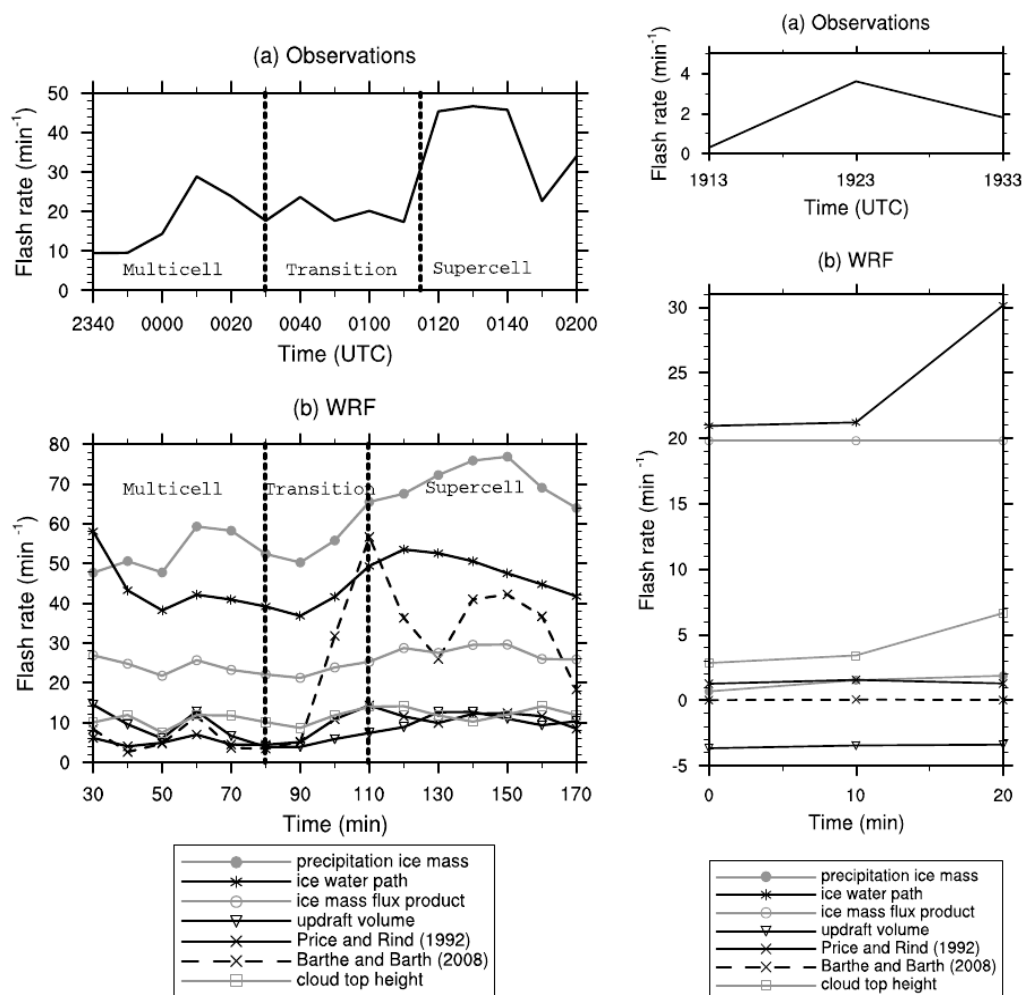 (a) Observations
50
40
30
20
10
0
Flash rate (min-1)
Multicell
Transition
Supercell
2340 0000 0020 0040 0100 0120 0140 0200
Time (UTC)
(b) WRF
80
70
60
50
40
30
20
10
0
Flash rate (min -1)
Multicell
Transition
Supercell
30 50 70 90 110 130 150 170
Time (min)
precipitation ice mass
ice water path
ice mass flux product
updraft volume
Price and Rind (1992)
Barthe and Barth (2008)
cloud top height
(a) Observations
4
2
0
Flash rate (min-1)
1913 1923 1933
Time (UTC)
(b) WRF
30
25
20
15
10
5
0
-5
Flash rate (min -1)
0 10 20
Time (min)
precipitation ice mass
ice water path
ice mass flux product
updraft volume
Price and Rind (1992)
Barthe and Barth (2008)
cloud top height